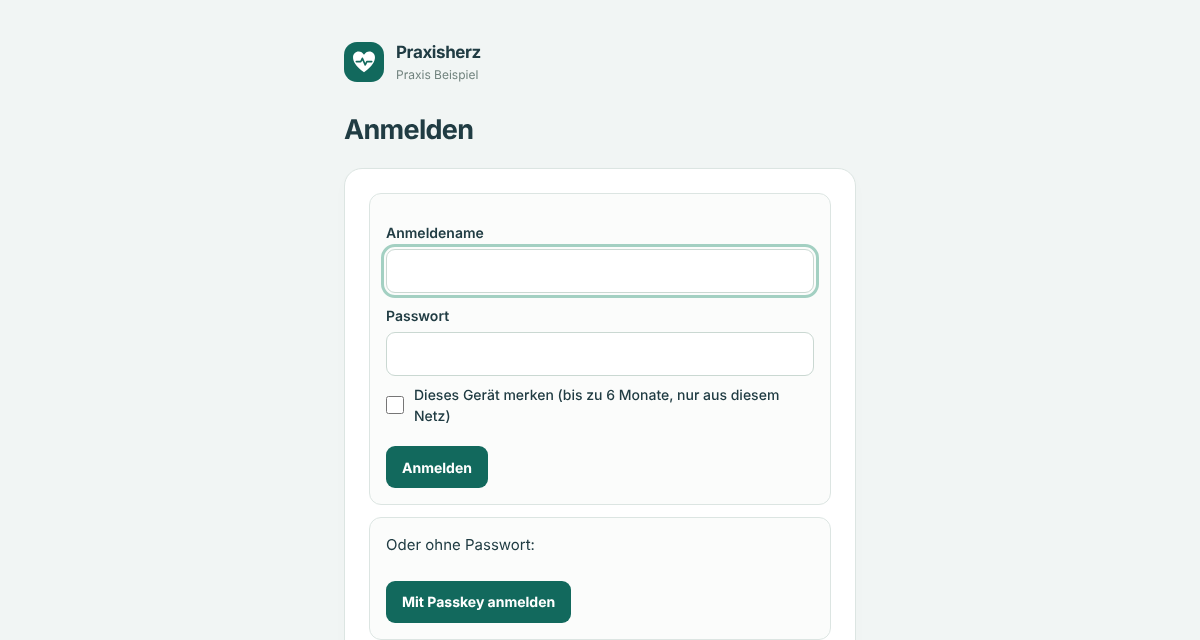 Praxisherz
Praxis Beispiel
Anmelden
Anmeldename
Passwort
Dieses Gerät merken (bis zu 6 Monate, nur aus diesem
Netz)
Anmelden
Oder ohne Passwort:
Mit Passkey anmelden